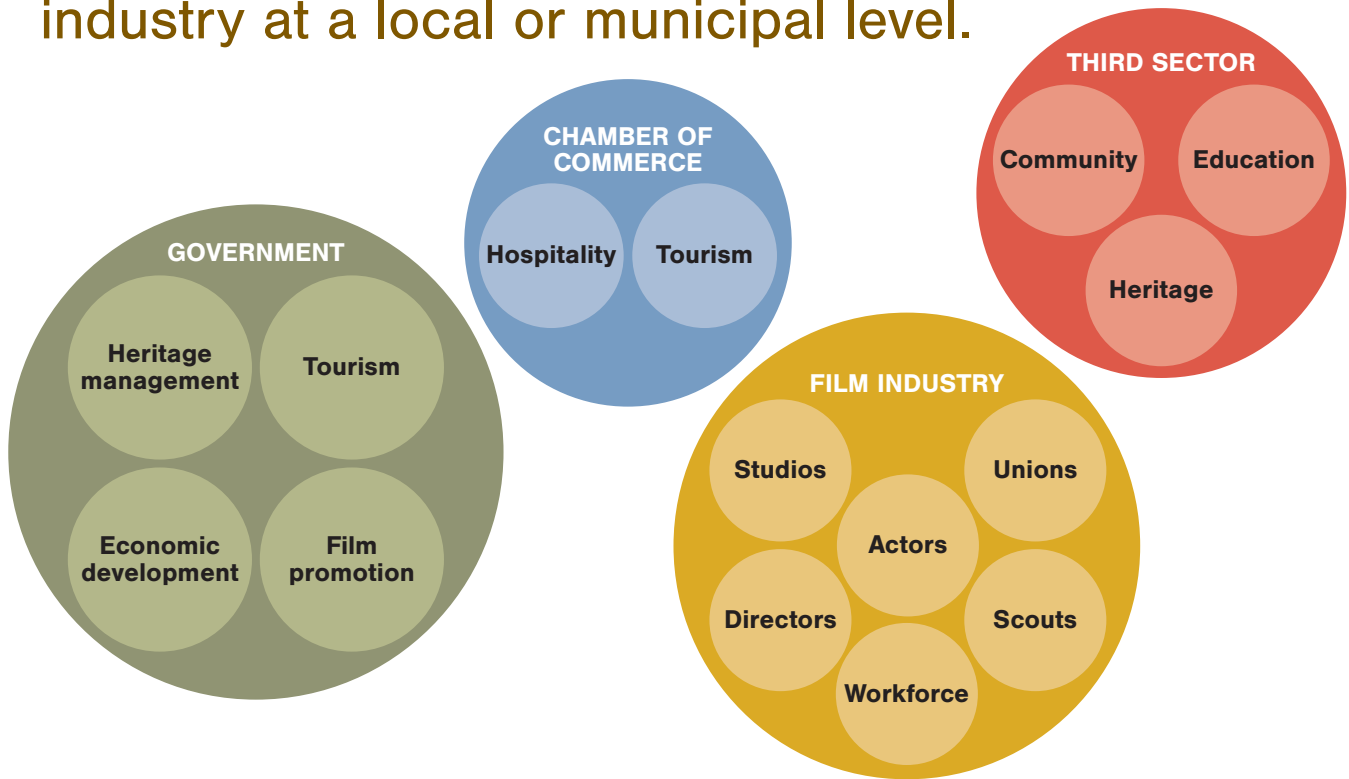 industry at a local or municipal level.
THIRD SECTOR
Community
Education
Heritage
CHAMBER OF
COMMERCE
Hospitality
Tourism
GOVERNMENT
Heritage
management
Tourism
Economic
development
Film
promotion
FILM INDUSTRY
Studios
Unions
Actors
Directors
Scouts
Workforce